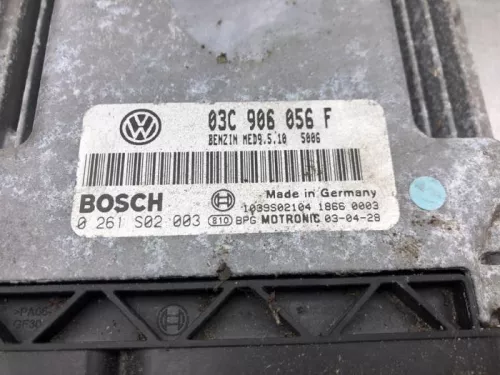 03C 906 056 F
BENZIN MED9.5.10 5006
BOSCH
Made in Germany
1039S02104 1866 0003
0 261 S02 003
BPG MOTRONIC 03-04-28